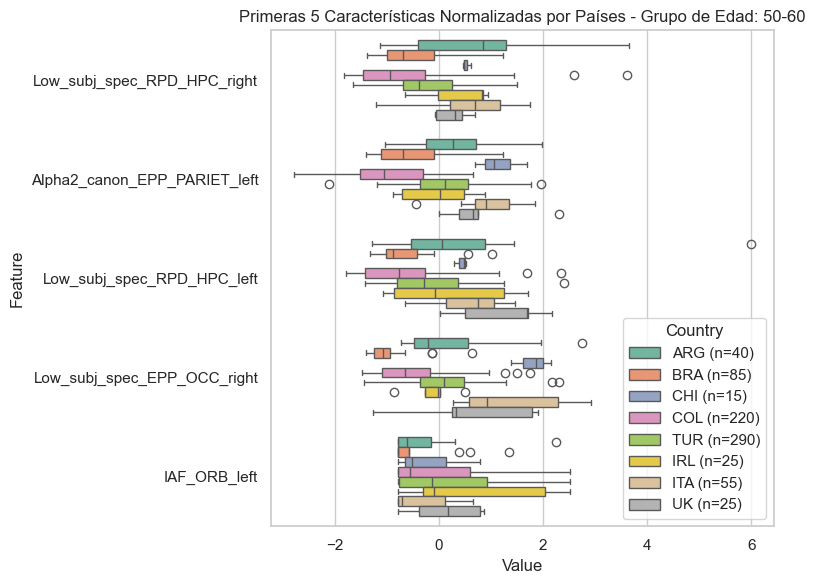 Primeras 5 Características Normalizadas por Países - Grupo de Edad: 50-60
Low_subj_spec_RPD_HPC_right
Alpha2_canon_EPP_PARIET_left
Low_subj_spec_RPD_HPC_left
Low_subj_spec_EPP_OCC_right
IAF_ORB_left
Feature
Country
ARG (n=40)
BRA (n=85)
CHI (n=15)
COL (n=220)
TUR (n=290)
IRL (n=25)
ITA (n=55)
UK (n=25)
−2
0
2
4
6
Value